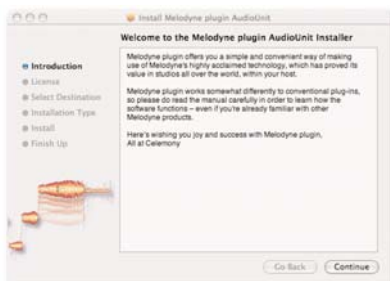 Install Melodyne plugin AudioUnit
Welcome to the Melodyne plugin AudioUnit Installer
Introduction
License
Select Destination
Installation Type
Install
Finish Up
Melodyne plugin offers you a simple and convenient way of making
use of Melodyne's highly acclaimed technology, which has proved its
value in studios all over the world, within your host.
Melodyne plugin works somewhat differently to conventional plug-ins,
so please do read the manual carefully in order to learn how the
software functions – even if you're already familiar with other
Melodyne products.
Here's wishing you joy and success with Melodyne plugin,
All at Celemony
Go Back
Continue